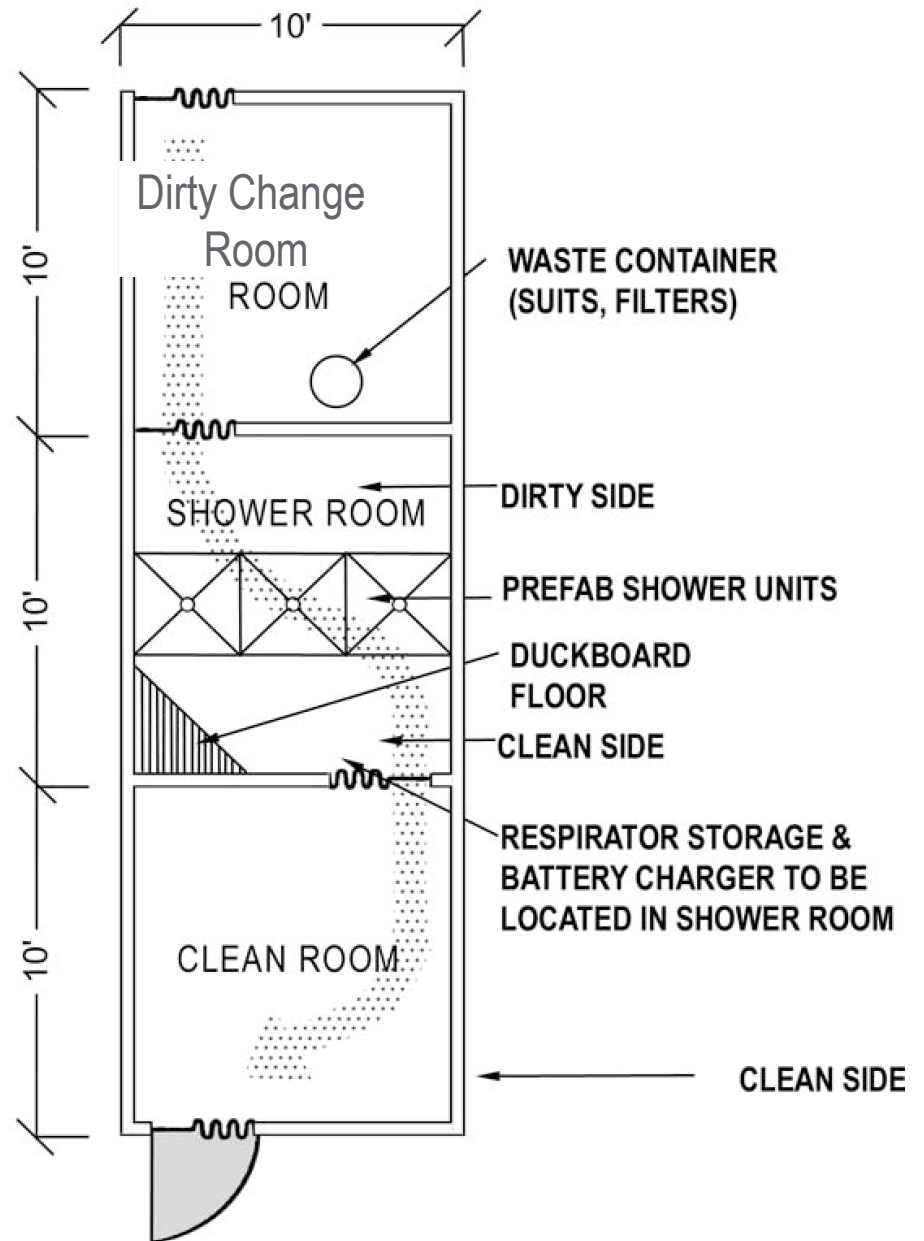 10'
10'
Dirty Change
Room
ROOM
WASTE CONTAINER
(SUITS, FILTERS)
10'
SHOWER ROOM
DIRTY SIDE
PREFAB SHOWER UNITS
DUCKBOARD
FLOOR
CLEAN SIDE
RESPIRATOR STORAGE &
BATTERY CHARGER TO BE
LOCATED IN SHOWER ROOM
10'
CLEAN ROOM
CLEAN SIDE